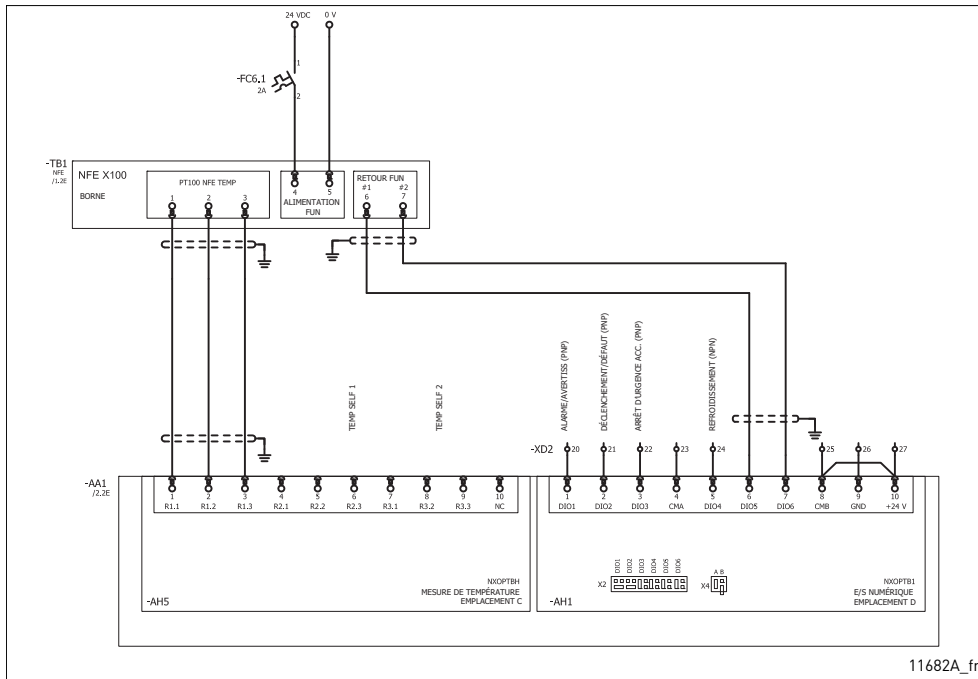 24 VDC
0 V
1
-FC6.1
2A
2
-TB1
NFE
/1.2E
NFE X100
BORNE
PT100 NFE TEMP
1
2
3
4
5
ALIMENTATION
FUN
RETOUR FUN
#1
#2
6
7
TEMP SELF 1
TEMP SELF 2
ALARME/AVERTISS (PNP)
DÉCLENCHEMENT/DÉFAUT (PNP)
ARRÊT D'URGENCE ACC. (PNP)
REFROIDISSEMENT (NPN)
-XD2
20
21
22
23
24
25
26
27
-AA1
/2.2E
1
2
3
4
5
6
7
8
9
10
R1.1
R1.2
R1.3
R2.1
R2.2
R2.3
R3.1
R3.2
R3.3
NC
1
2
3
4
5
6
7
8
9
10
DIO1
DIO2
DIO3
CMA
DIO4
DIO5
DIO6
CMB
GND
+24 V
-AH5
NXOPTBH
MESURE DE TEMPÉRATURE
EMPLACEMENT C
-AH1
DIO1
DIO2
DIO3
DIO4
DIO5
DIO6
X2
A B
X4
NXOPTB1
E/S NUMÉRIQUE
EMPLACEMENT D
11682A_fr